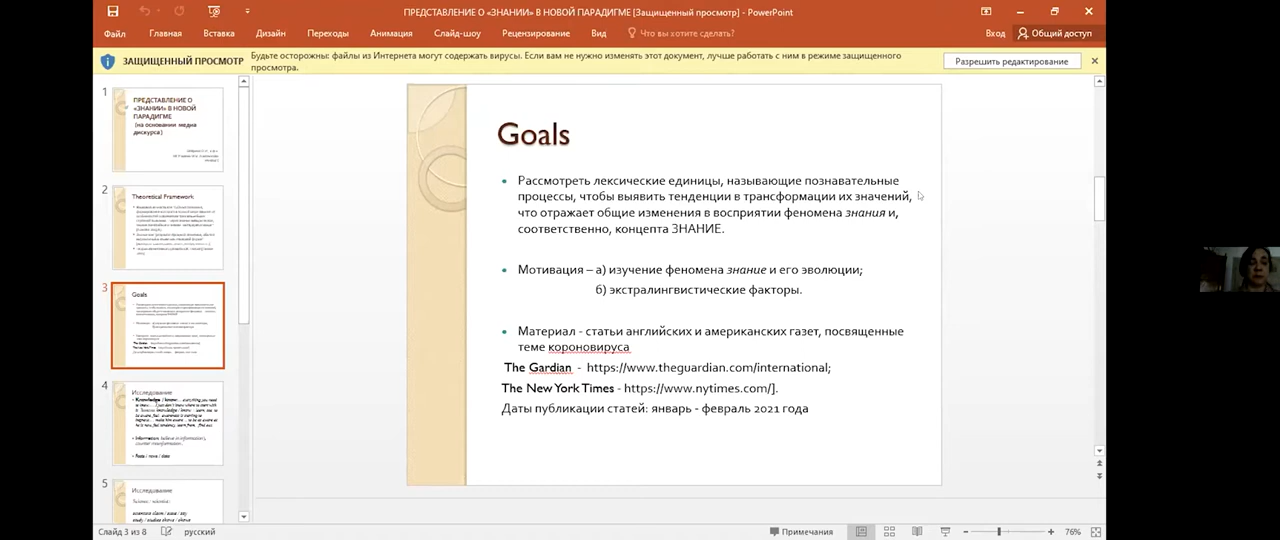 ПРЕДСТАВЛЕНИЕ О «ЗНАНИИ» В НОВОЙ ПАРАДИГМЕ [Защищенный просмотр] - PowerPoint
Файл Главная Вставка Дизайн Переходы Анимация Слайд-шоу Рецензирование Вид Что вы хотите сделать? Вход Общий доступ
ЗАЩИЩЕННЫЙ ПРОСМОТР Будьте осторожны: файлы из Интернета могут содержать вирусы. Если вам не нужно изменять этот документ, лучше работать с ним в режиме защищенного
просмотра.
Разрешить редактирование
1
ПРЕДСТАВЛЕНИЕ О
«ЗНАНИИ» В НОВОЙ
ПАРАДИГМЕ
(на основании медиа
дискурса)
2
Theoretical Framework
3
Goals
4
Исследование
5
Исследование
Goals
Рассмотреть лексические единицы, называющие познавательные
процессы, чтобы выявить тенденции в трансформации их значений,
что отражает общие изменения в восприятии феномена знания и,
соответственно, концепта ЗНАНИЕ.
Мотивация – а) изучение феномена знание и его эволюции;
б) экстралингвистические факторы.
Материал - статьи английских и американских газет, посвященные
теме короновируса
The Gardian - https://www.theguardian.com/international;
The New York Times - https://www.nytimes.com/].
Даты публикации статей: январь - февраль 2021 года
Слайд 3 из 8 русский Примечания 76%